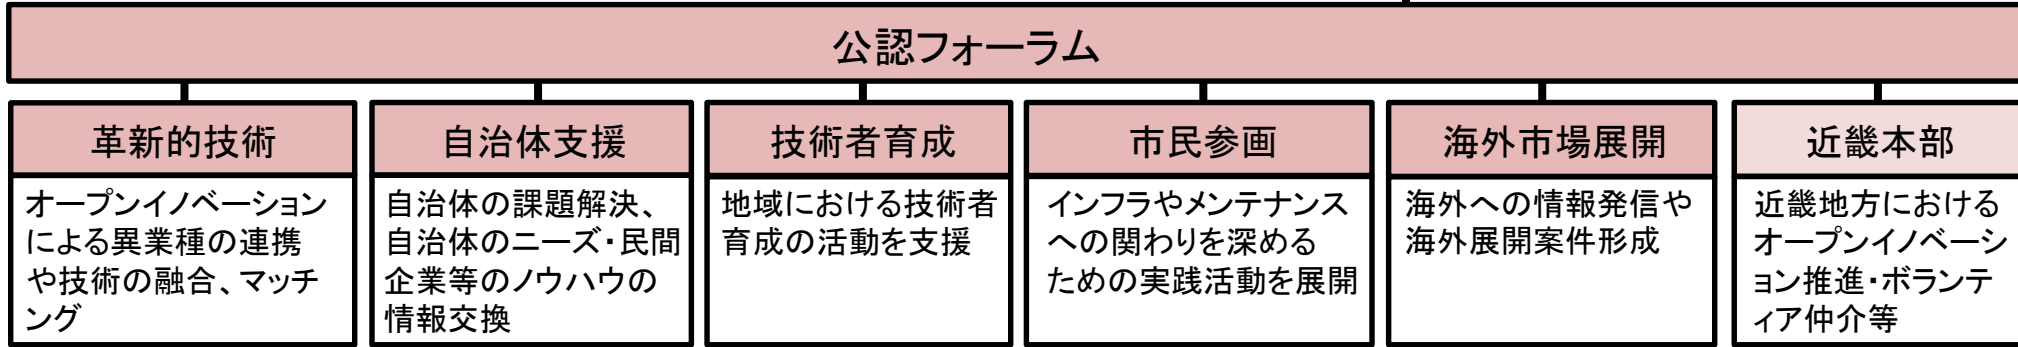 公認フォーラム
革新的技術
オープンイノベーション
による異業種の連携
や技術の融合、マッチ
ング
自治体支援
自治体の課題解決、
自治体のニーズ・民間
企業等のノウハウの
情報交換
技術者育成
地域における技術者
育成の活動を支援
市民参画
インフラやメンテナンス
への関わりを深める
ための実践活動を展開
海外市場展開
海外への情報発信や
海外展開案件形成
近畿本部
近畿地方における
オープンイノベーシ
ョン推進・ボランテ
ィア仲介等